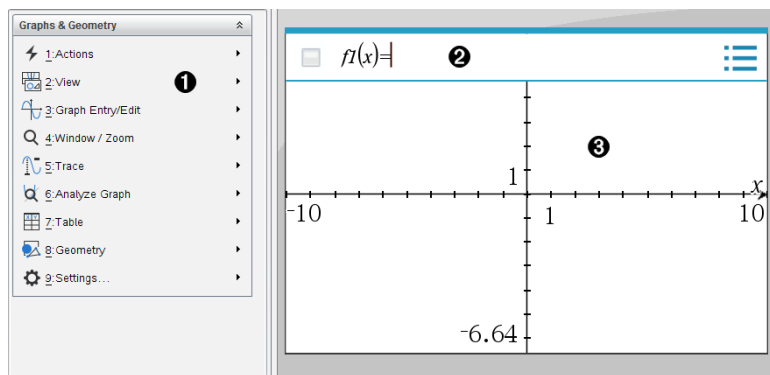 Graphs & Geometry
1:Actions
2:View
3:Graph Entry/Edit
4:Window / Zoom
5:Trace
6:Analyze Graph
7:Table
8:Geometry
9:Settings...
❶
f1(x)=
❷
❸
1
x
-10
1
10
-6.64